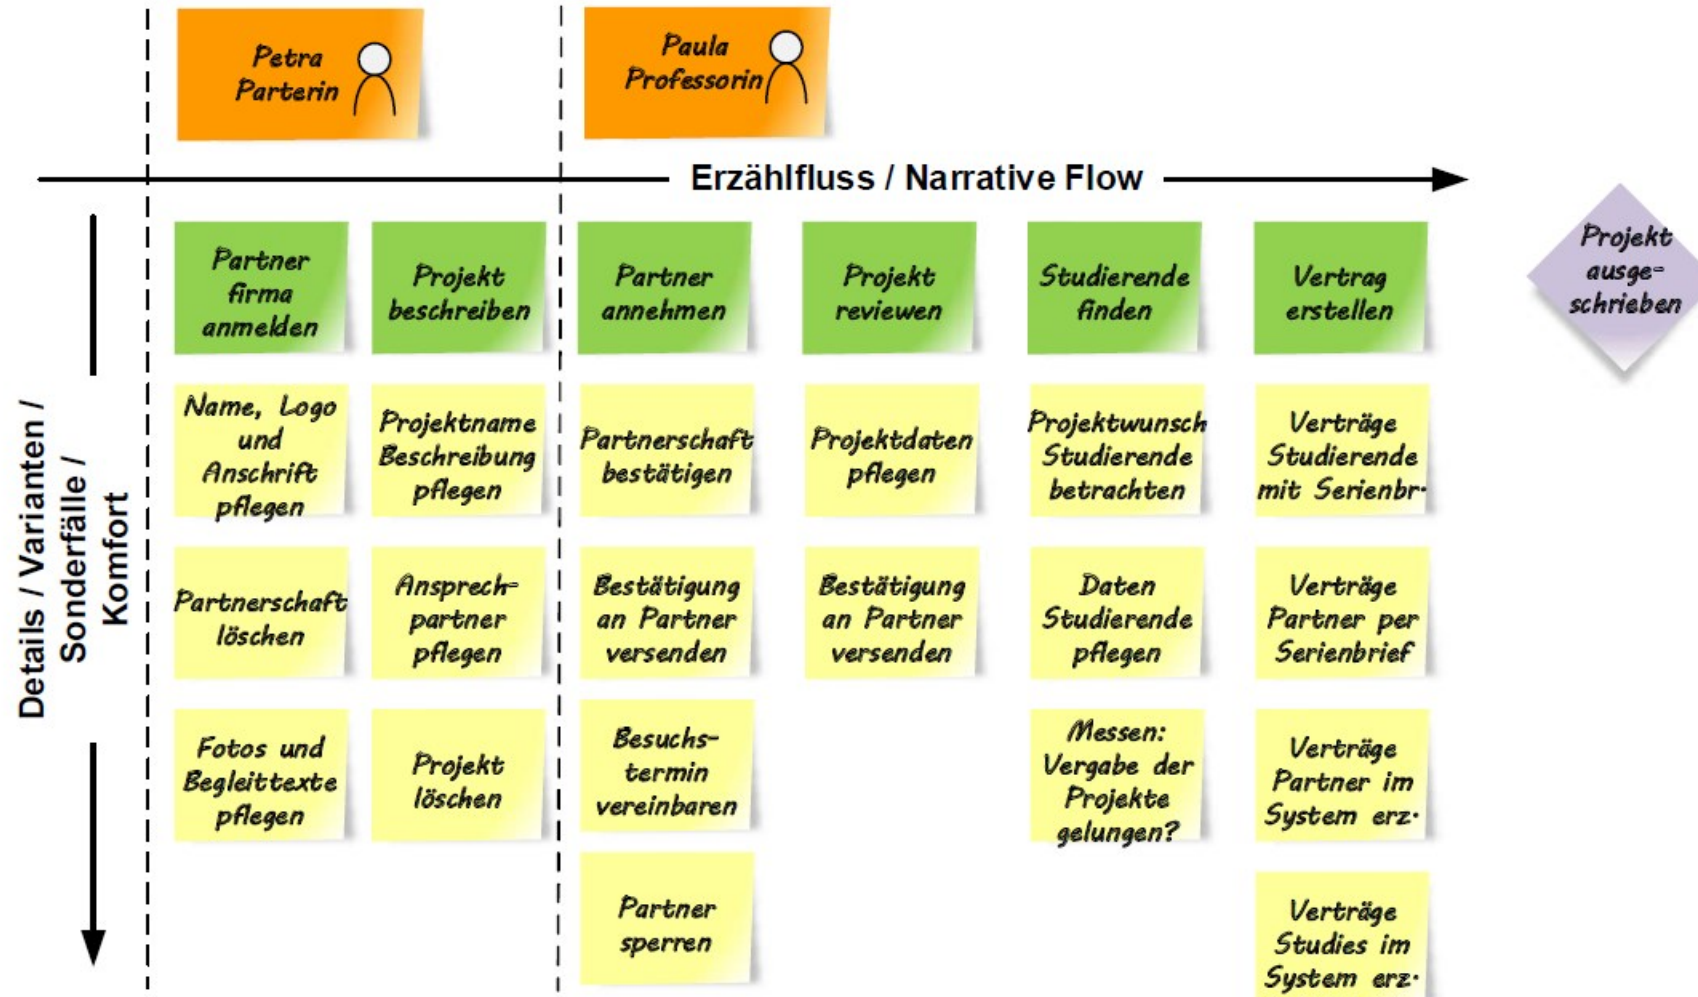 Petra
Parterin
Paula
Professorin
Erzählfluss / Narrative Flow
Details / Varianten /
Sonderfälle /
Komfort
Partner
firma
anmelden
Projekt
beschreiben
Partner
annehmen
Projekt
reviewen
Studierende
finden
Vertrag
erstellen
Projekt
ausge-
schrieben
Name, Logo
und
Anschrift
pflegen
Projektname
Beschreibung
pflegen
Partnerschaft
bestätigen
Projektdaten
pflegen
Projektwunsch
Studierende
betrachten
Verträge
Studierende
mit Serienbr.
Partnerschaft
löschen
Ansprech-
partner
pflegen
Bestätigung
an Partner
versenden
Bestätigung
an Partner
versenden
Daten
Studierende
pflegen
Verträge
Partner per
Serienbrief
Fotos und
Begleittexte
pflegen
Projekt
löschen
Besuchs-
termin
vereinbaren
Messen:
Vergabe der
Projekte
gelungen?
Verträge
Partner im
System erz.
Partner
sperren
Verträge
Studies im
System erz.